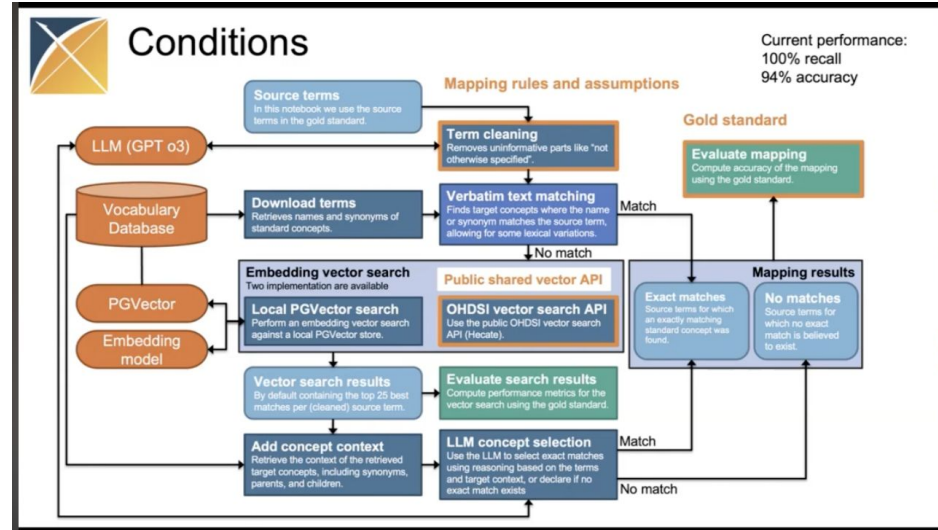 Conditions
Current performance:
100% recall
94% accuracy
Mapping rules and assumptions
Source terms
In this notebook we use the source
terms in the gold standard.
Gold standard
LLM (GPT o3)
Term cleaning
Removes uninformative parts like "not
otherwise specified".
Evaluate mapping
Compute accuracy of the mapping
using the gold standard.
Vocabulary
Database
Download terms
Retrieves names and synonyms of
standard concepts.
Verbatim text matching
Finds target concepts where the name
or synonym matches the source term,
allowing for some lexical variations.
Match
No match
Embedding vector search
Two implementation are available
Public shared vector API
Mapping results
PGVector
Embedding
model
Local PGVector search
Perform an embedding vector search
against a local PGVector store.
OHDSI vector search API
Use the public OHDSI vector search
API (Hecate).
Exact matches
Source terms for which
an exactly matching
standard concept was
found.
No matches
Source terms for
which no exact
match is believed
to exist.
Vector search results
By default containing the top 25 best
matches per (cleaned) source term.
Evaluate search results
Compute performance metrics for the
vector search using the gold standard.
Add concept context
Retrieve the context of the retrieved
target concepts, including synonyms,
parents, and children.
LLM concept selection
Use the LLM to select exact matches
using reasoning based on the terms
and target context, or declare if no
exact match exists
Match
No match